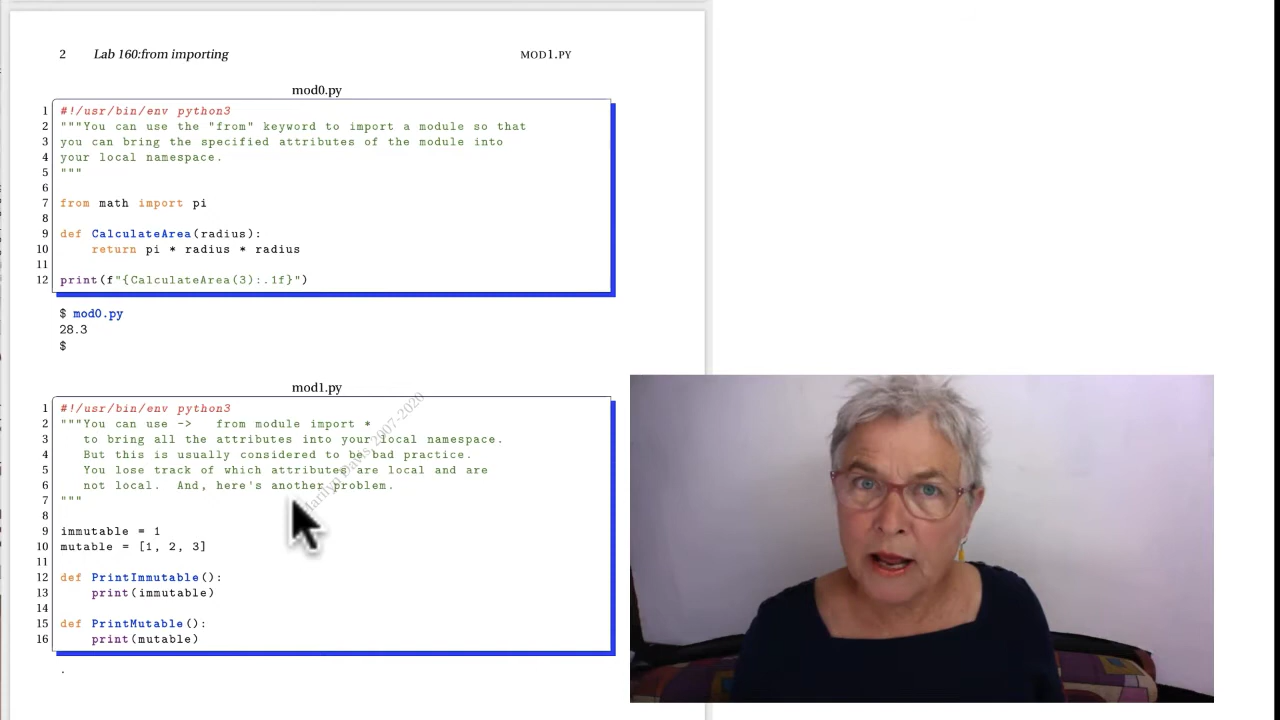 2 Lab 160:from importing MOD1.PY
mod0.py
1 #!/usr/bin/env python3
2 """You can use the "from" keyword to import a module so that
3 you can bring the specified attributes of the module into
4 your local namespace.
5 """
6
7 from math import pi
8
9 def CalculateArea(radius):
10 return pi * radius * radius
11
12 print(f"{CalculateArea(3):.1f}")
$ mod0.py
28.3
$
mod1.py
1 #!/usr/bin/env python3
2 """You can use -> from module import *
3 to bring all the attributes into your local namespace.
4 But this is usually considered to be bad practice.
5 You lose track of which attributes are local and are
6 not local. And, here's another problem.
7 """
8
9 immutable = 1
10 mutable = [1, 2, 3]
11
12 def PrintImmutable():
13 print(immutable)
14
15 def PrintMutable():
16 print(mutable)
.
2007-2020